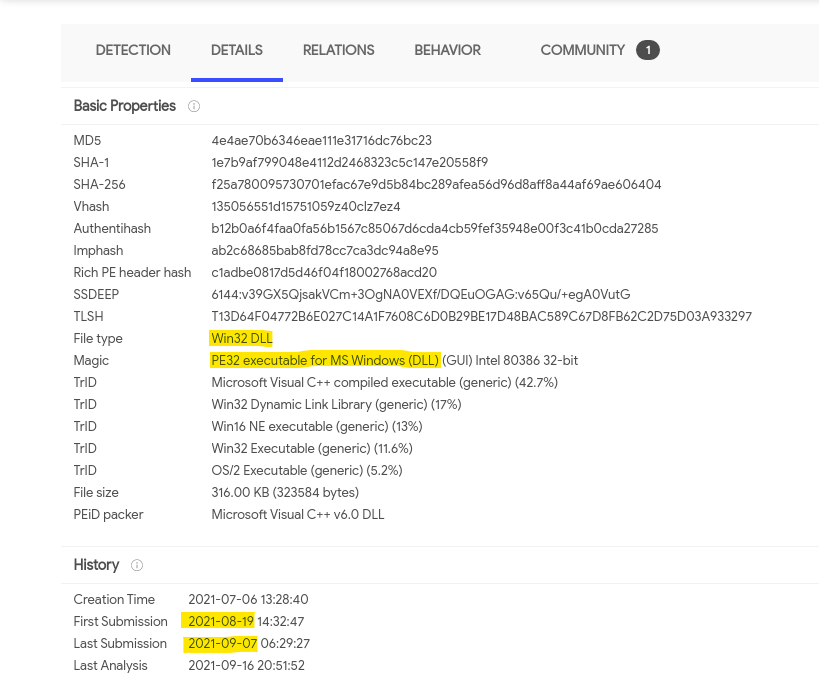 DETECTION DETAILS RELATIONS BEHAVIOR COMMUNITY 1
Basic Properties
MD5 4e4ae70b6346eae111e31716dc76bc23
SHA-1 1e7b9af799048e4112d2468323c5c147e20558f9
SHA-256 f25a780095730701efac67e9d5b84bc289afea56d96d8aff8a44af69ae606404
Vhash 135056551d15751059z40clz7ez4
Authentihash b12b0a6f4faa0fa56b1567c85067d6cda4cb59fef35948e00f3c41b0cda27285
Imphash ab2c68685bab8fd78cc7ca3dc94a8e95
Rich PE header hash c1adbe0817d5d46f04f18002768acd20
SSDEEP 6144:v39GX5QjsakVCm+3OgNA0VEXf/DQEuOGAG:v65Qu/+egA0VutG
TLSH T13D64F04772B6E027C14A1F7608C6D0B29BE17D48BAC589C67D8FB62C2D75D03A933297
File type Win32 DLL
Magic PE32 executable for MS Windows (DLL) (GUI) Intel 80386 32-bit
TrID Microsoft Visual C++ compiled executable (generic) (42.7%)
TrID Win32 Dynamic Link Library (generic) (17%)
TrID Win16 NE executable (generic) (13%)
TrID Win32 Executable (generic) (11.6%)
TrID OS/2 Executable (generic) (5.2%)
File size 316.00 KB (323584 bytes)
PEiD packer Microsoft Visual C++ v6.0 DLL
History
Creation Time 2021-07-06 13:28:40
First Submission 2021-08-19 14:32:47
Last Submission 2021-09-07 06:29:27
Last Analysis 2021-09-16 20:51:52